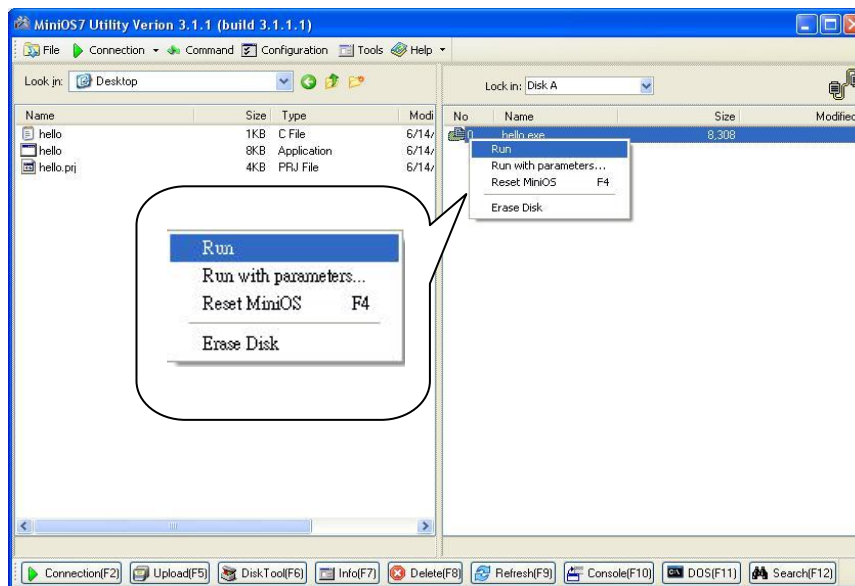 MiniOS7 Utility Verion 3.1.1 (build 3.1.1.1)
File Connection Command Configuration Tools Help
Look in: Desktop
Lock in: Disk A
Name Size Type Modi
hello 1KB C File 6/14/
hello 8KB Application 6/14/
hello.prj 4KB PRJ File 6/14/
No Name Size Modified
0 hello.exe 8,308
Run
Run with parameters...
Reset MiniOS F4
Erase Disk
Run
Run with parameters...
Reset MiniOS F4
Erase Disk
Connection(F2) Upload(F5) DiskTool(F6) Info(F7) Delete(F8) Refresh(F9) Console(F10) DOS(F11) Search(F12)